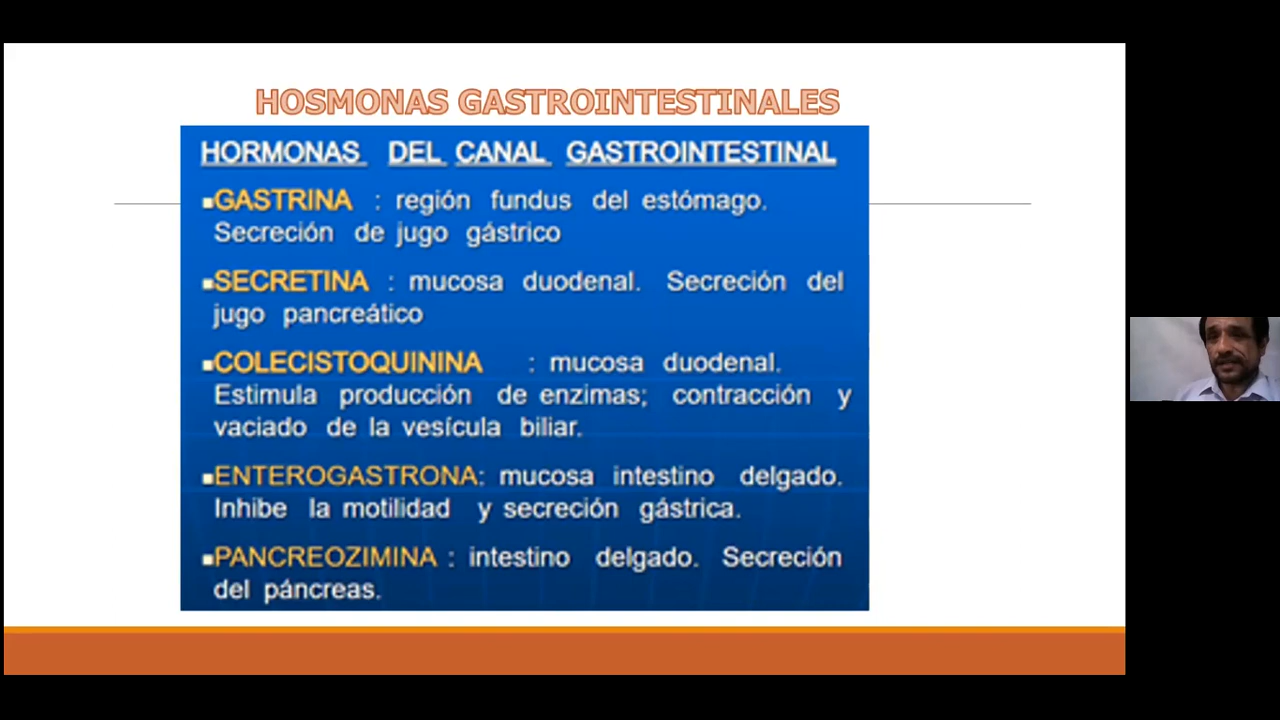 HOSMONAS GASTROINTESTINALES
HORMONAS DEL CANAL GASTROINTESTINAL
GASTRINA : región fundus del estómago.
Secreción de jugo gástrico
SECRETINA : mucosa duodenal. Secreción del
jugo pancreático
COLECISTOQUININA : mucosa duodenal.
Estimula producción de enzimas; contracción y
vaciado de la vesícula biliar.
ENTEROGASTRONA: mucosa intestino delgado.
Inhibe la motilidad y secreción gástrica.
PANCREOZIMINA : intestino delgado. Secreción
del páncreas.